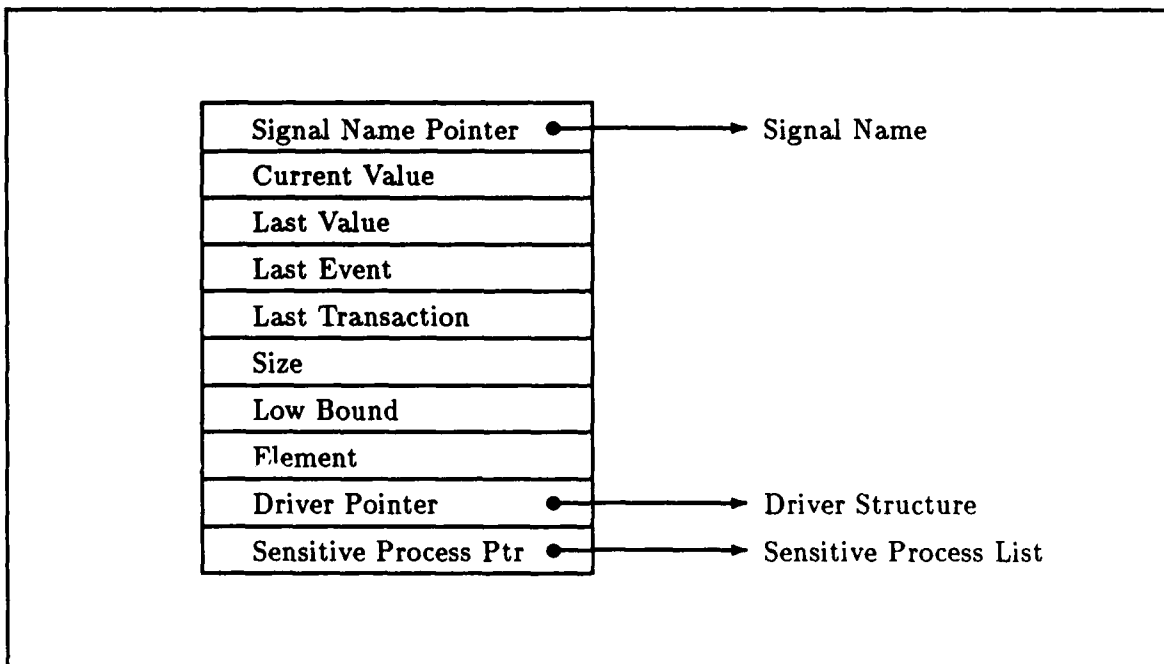 Signal Name Pointer Signal Name
Current Value
Last Value
Last Event
Last Transaction
Size
Low Bound
Element
Driver Pointer Driver Structure
Sensitive Process Ptr Sensitive Process List